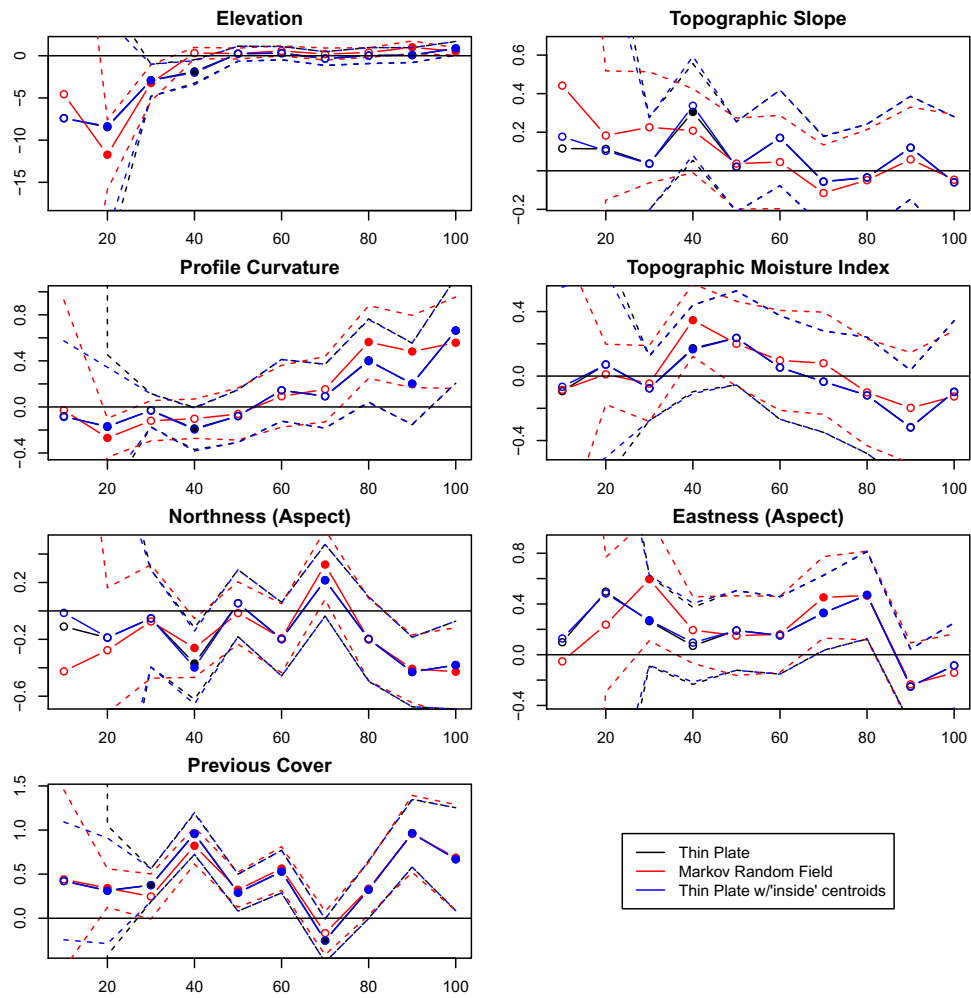 Elevation
0
−5
−10
−15
20 40 60 80 100
Topographic Slope
0.6
0.4
0.2
−0.2
20 40 60 80 100
Profile Curvature
0.8
0.4
0.0
−0.4
20 40 60 80 100
Topographic Moisture Index
0.4
0.0
−0.4
20 40 60 80 100
Northness (Aspect)
0.2
−0.2
−0.6
20 40 60 80 100
Eastness (Aspect)
0.8
0.4
0.0
−0.4
20 40 60 80 100
Previous Cover
1.5
1.0
0.5
0.0
20 40 60 80 100
Thin Plate
Markov Random Field
Thin Plate w/'inside' centroids